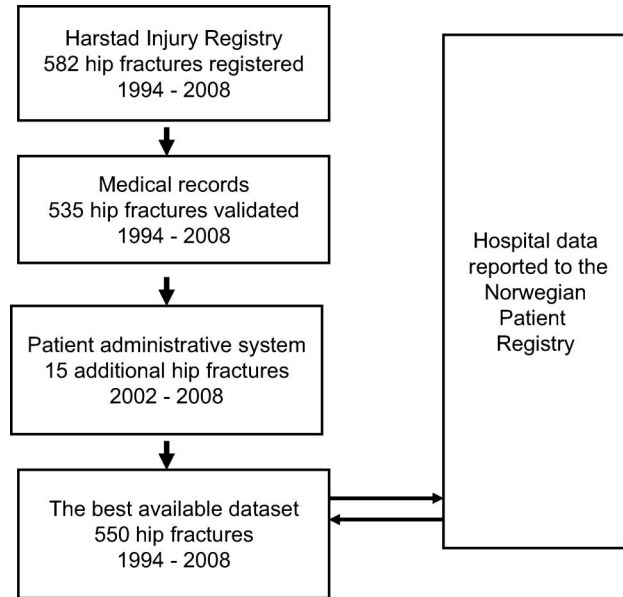 Harstad Injury Registry
582 hip fractures registered
1994 - 2008
Medical records
535 hip fractures validated
1994 - 2008
Patient administrative system
15 additional hip fractures
2002 - 2008
The best available dataset
550 hip fractures
1994 - 2008
Hospital data
reported to the
Norwegian
Patient
Registry